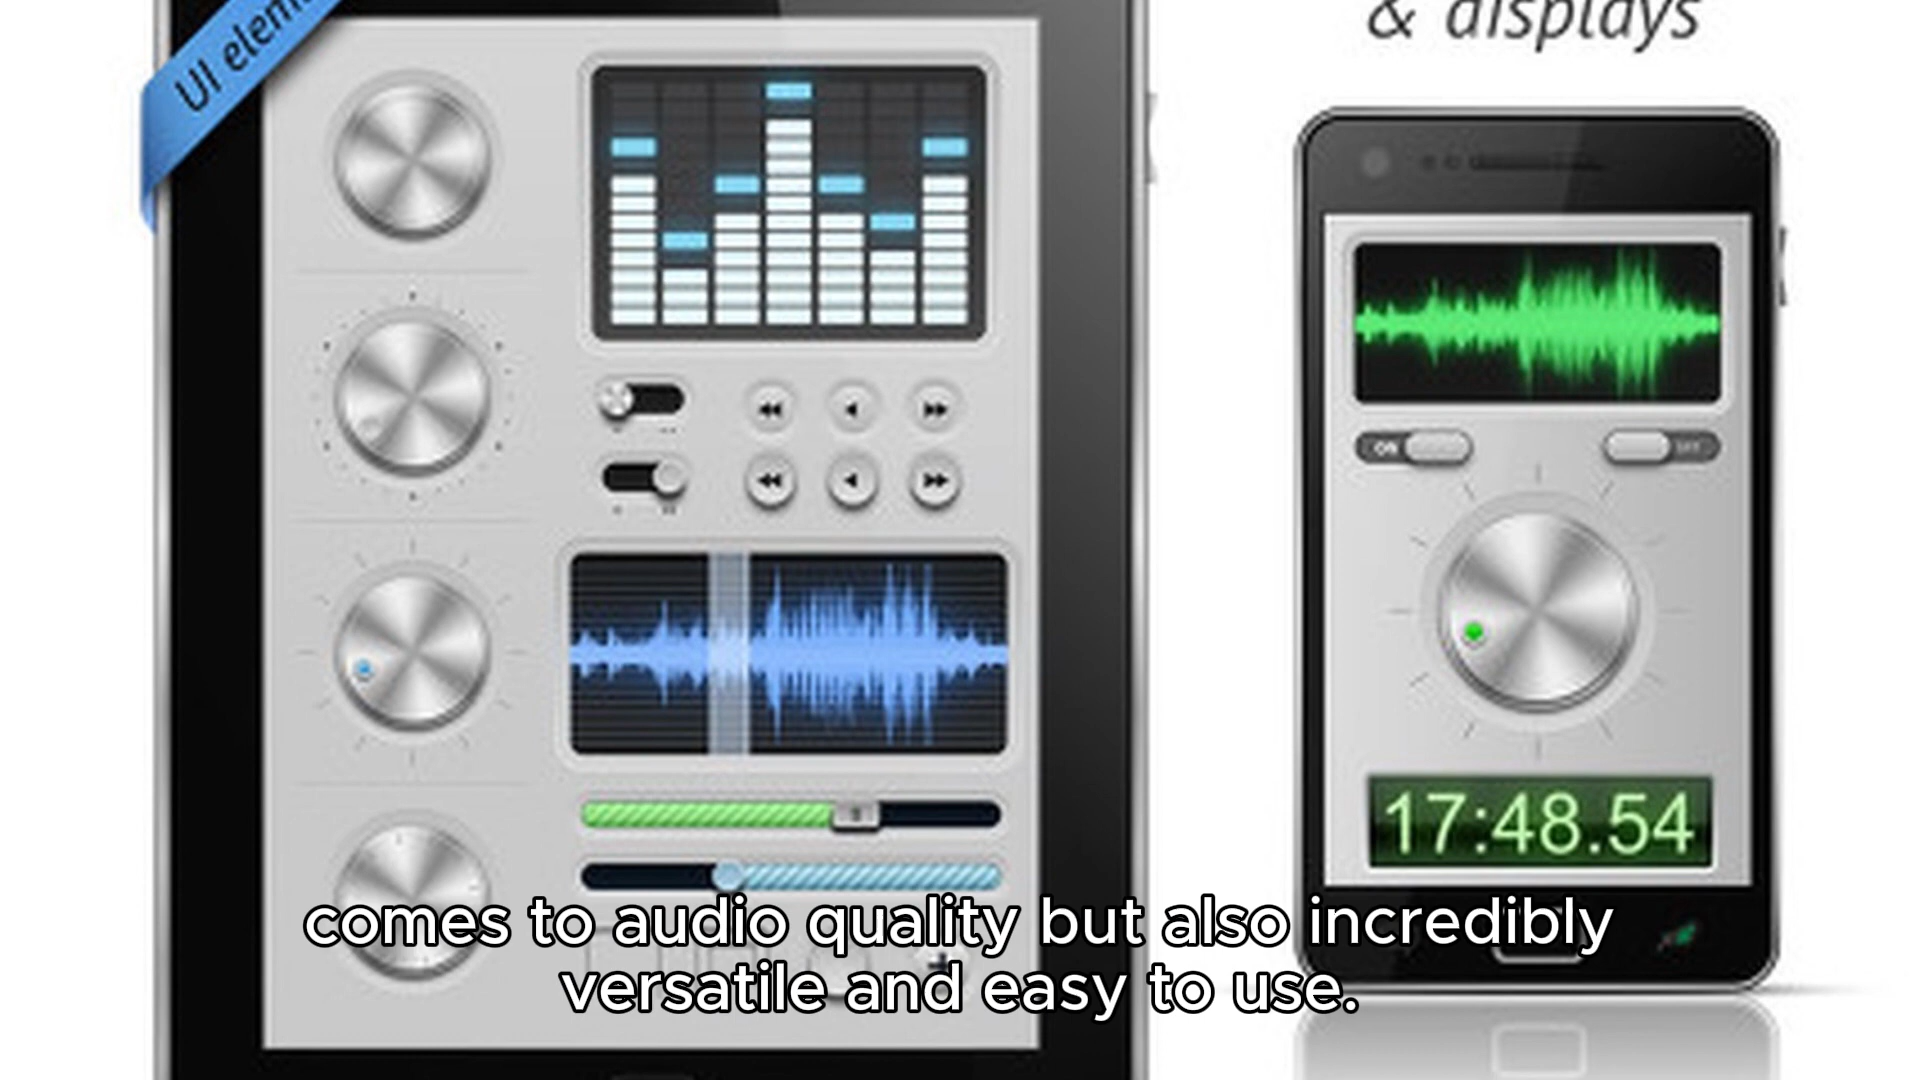 UI elem
& displays
ON
OFF
17:48.54
comes to audio quality but also incredibly
versatile and easy to use.